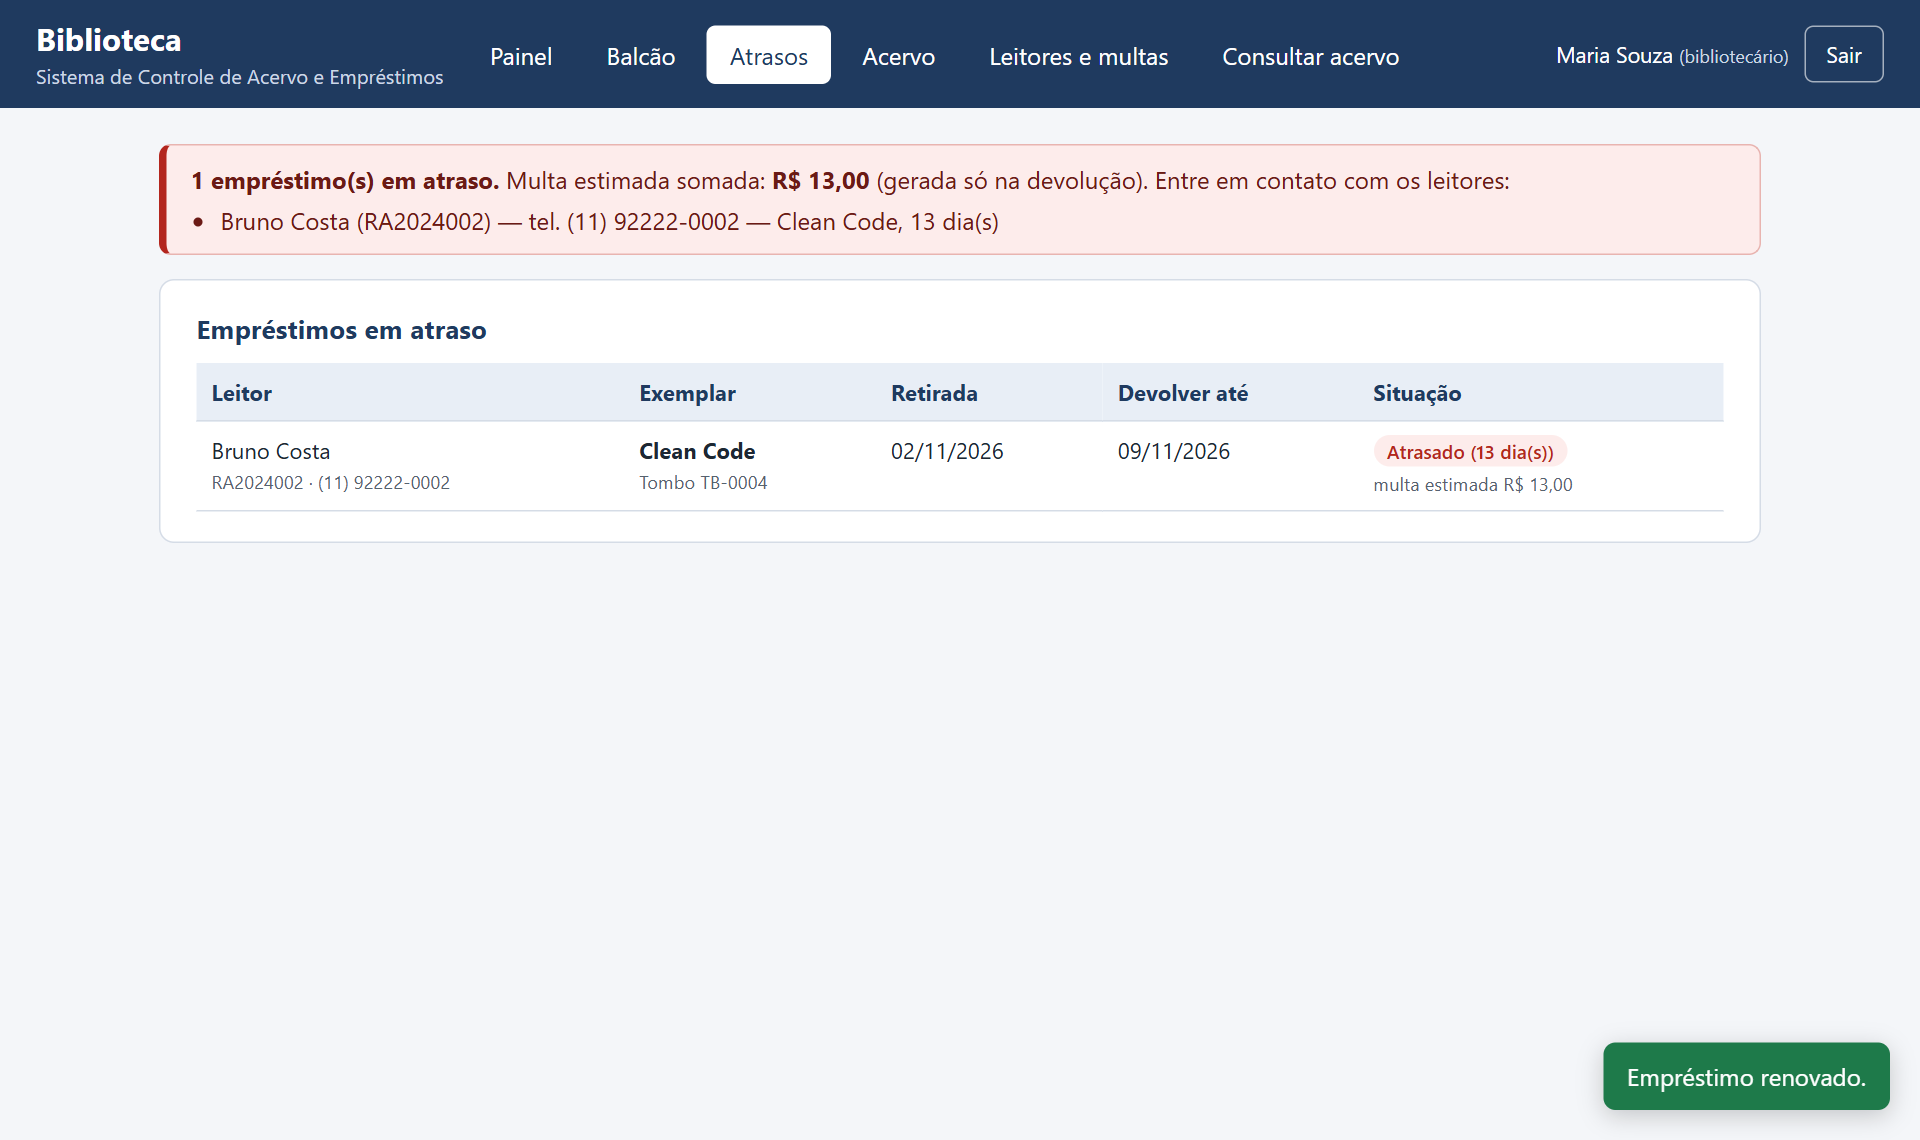 Biblioteca
Sistema de Controle de Acervo e Empréstimos
Painel
Balcão
Atrasos
Acervo
Leitores e multas
Consultar acervo
Maria Souza (bibliotecário)
Sair
1 empréstimo(s) em atraso. Multa estimada somada: R$ 13,00 (gerada só na devolução). Entre em contato com os leitores:
• Bruno Costa (RA2024002) — tel. (11) 92222-0002 — Clean Code, 13 dia(s)
Empréstimos em atraso
Leitor Exemplar Retirada Devolver até Situação
Bruno Costa Clean Code 02/11/2026 09/11/2026 Atrasado (13 dia(s))
RA2024002 · (11) 92222-0002 Tombo TB-0004 multa estimada R$ 13,00
Empréstimo renovado.